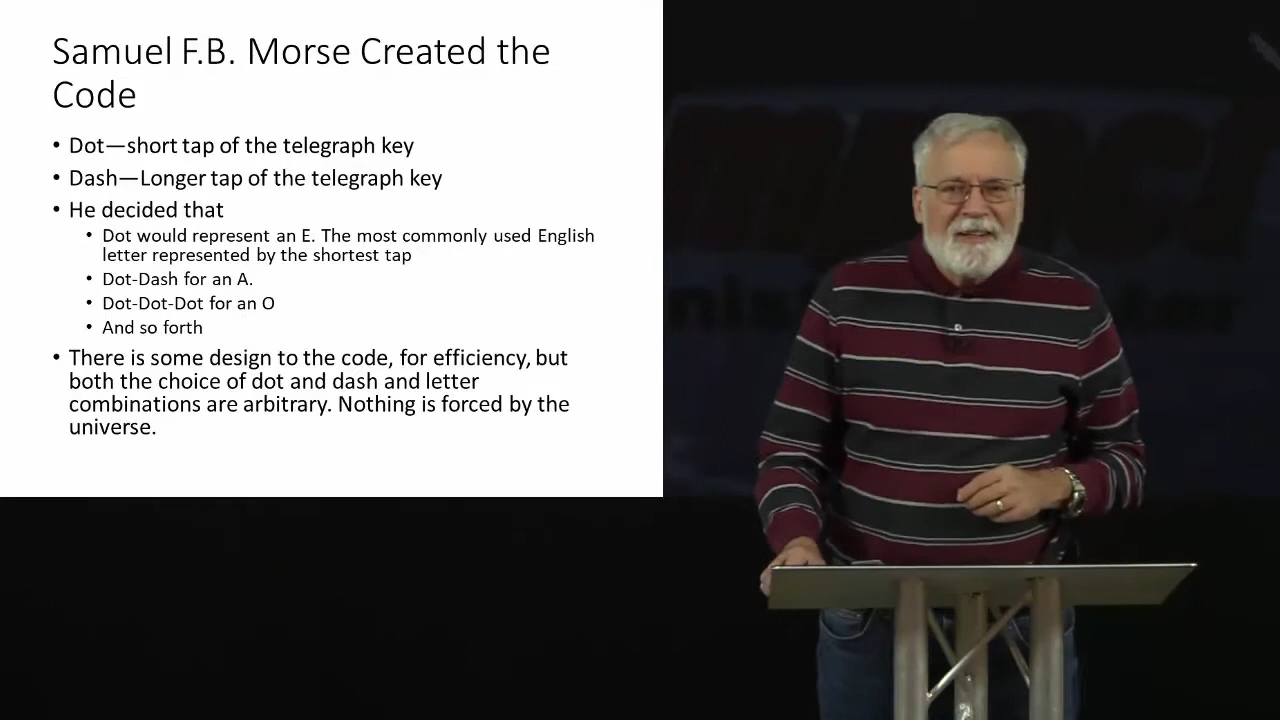 Samuel F.B. Morse Created the
Code
• Dot—short tap of the telegraph key
• Dash—Longer tap of the telegraph key
• He decided that
• Dot would represent an E. The most commonly used English
letter represented by the shortest tap
• Dot-Dash for an A.
• Dot-Dot-Dot for an O
• And so forth
• There is some design to the code, for efficiency, but
both the choice of dot and dash and letter
combinations are arbitrary. Nothing is forced by the
universe.